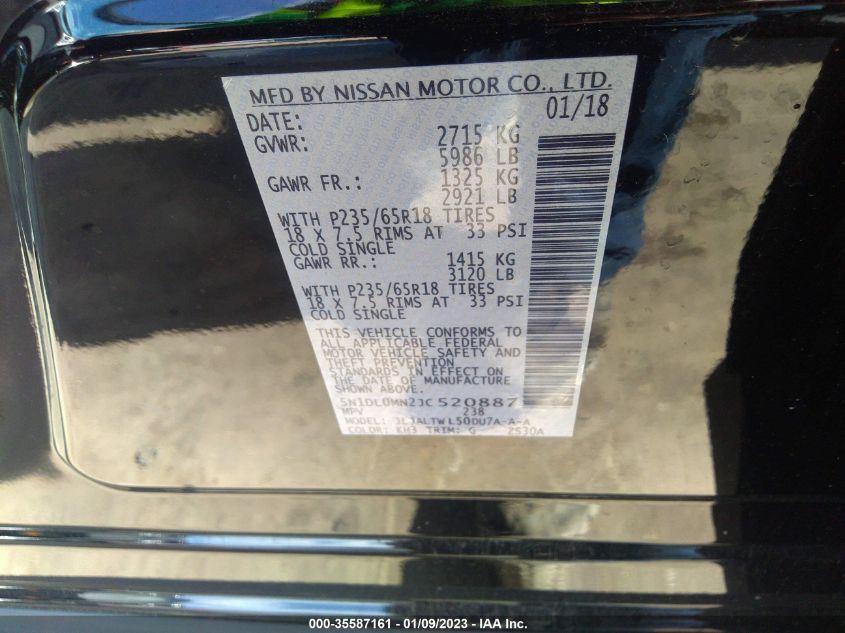 MFD BY NISSAN MOTOR CO., LTD.
DATE: 01/18
GVWR: 2715 KG
5986 LB
GAWR FR.: 1325 KG
2921 LB
WITH P235/65R18 TIRES
18 X 7.5 RIMS AT 33 PSI
COLD SINGLE
GAWR RR.: 1415 KG
3120 LB
WITH P235/65R18 TIRES
18 X 7.5 RIMS AT 33 PSI
COLD SINGLE
THIS VEHICLE CONFORMS TO
ALL APPLICABLE FEDERAL
MOTOR VEHICLE SAFETY AND
THEFT PREVENTION
STANDARDS IN EFFECT ON
THE DATE OF MANUFACTURE
SHOWN ABOVE.
5N1DL0MN2JC520887
MPV 238
MODEL: JLJALTWL50DU7A-A-A
COLOR: KH3 TRIM: G 2S30A
000-35587161 - 01/09/2023 - IAA Inc.